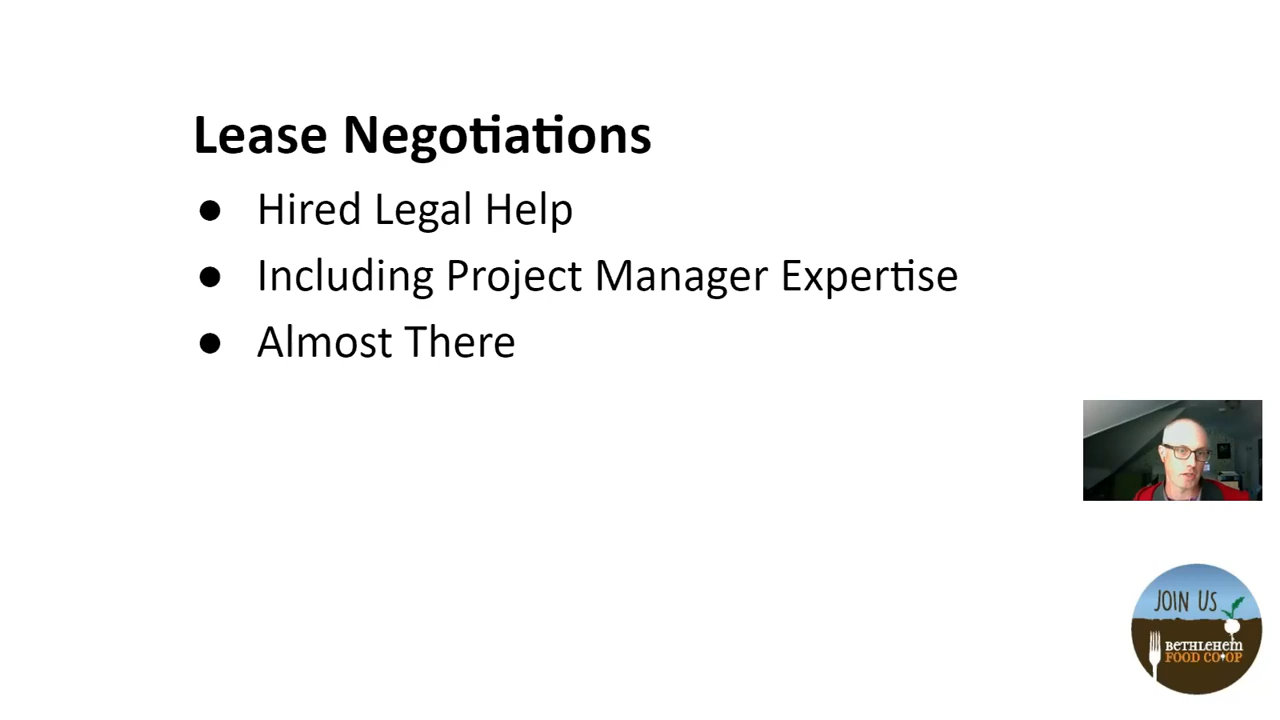 Lease Negotiations
● Hired Legal Help
● Including Project Manager Expertise
● Almost There
JOIN US
BETHLEHEM
FOOD CO•OP